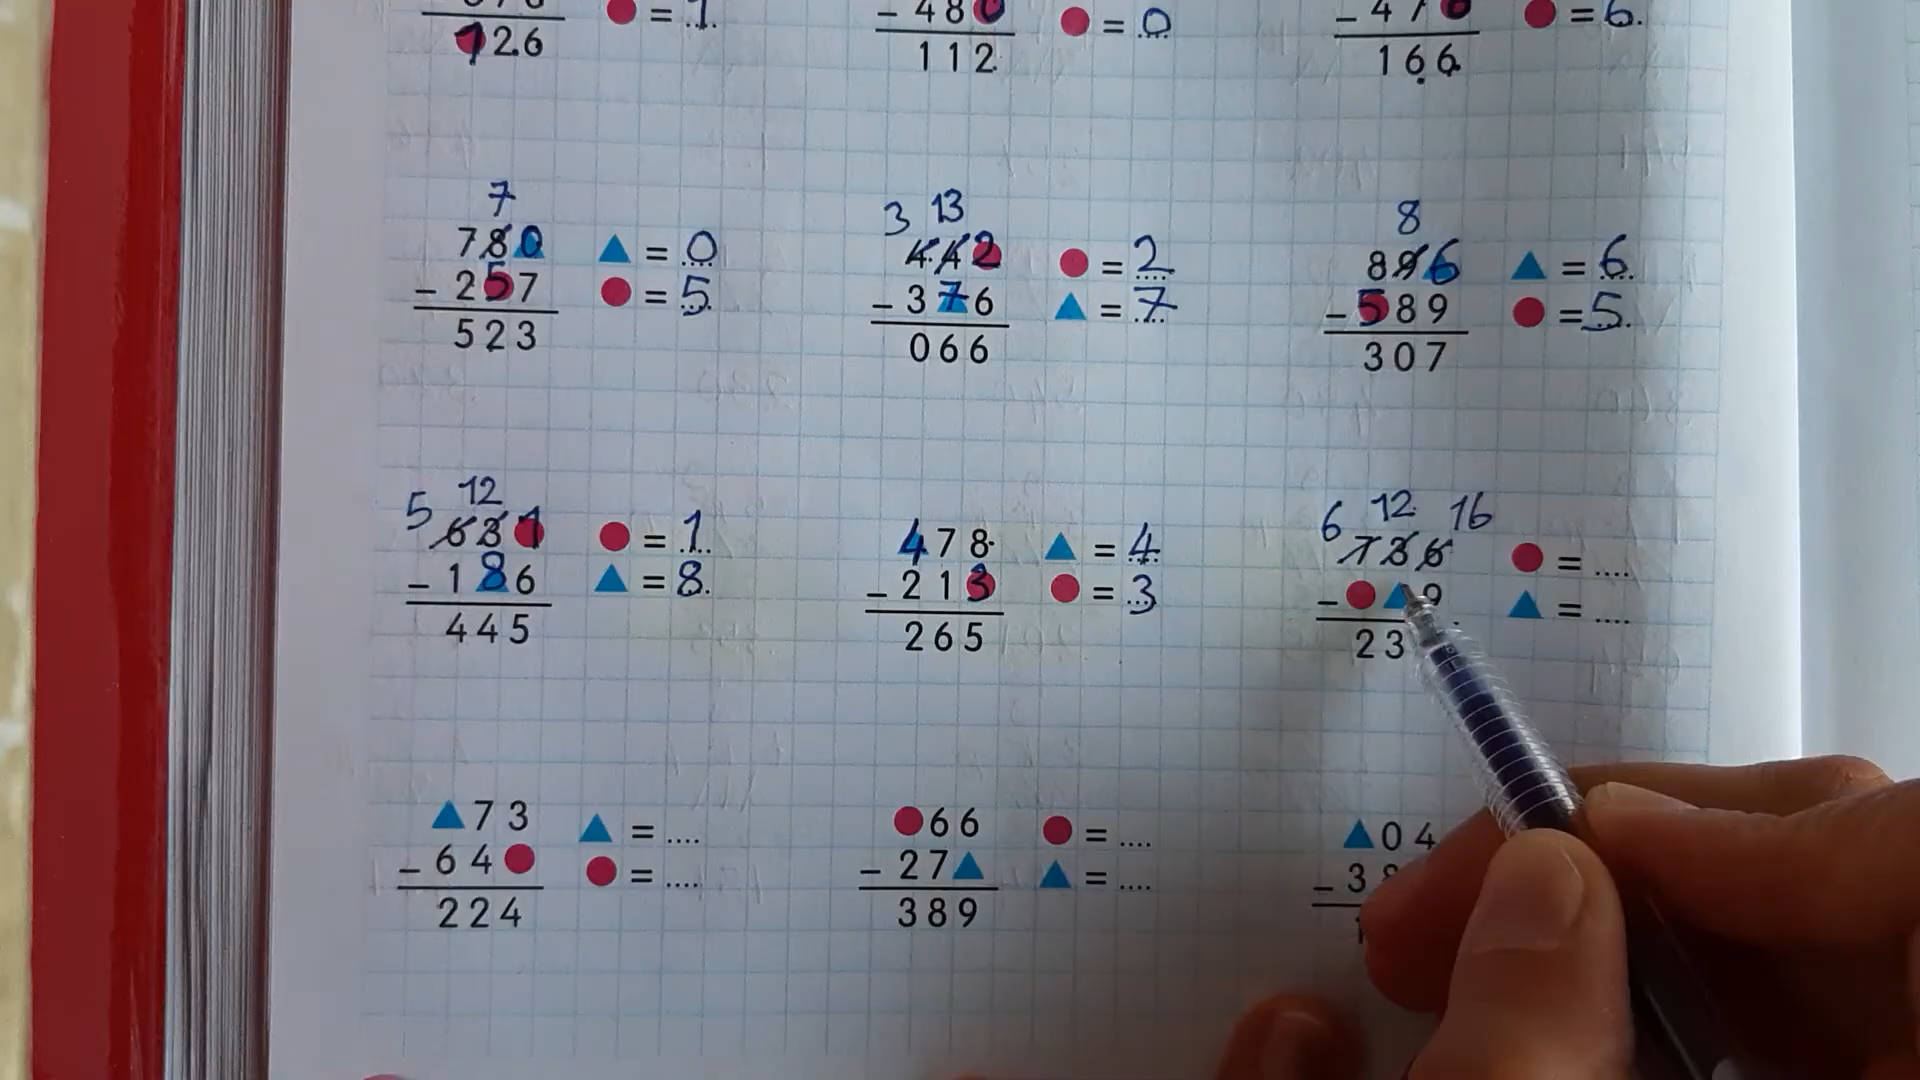 ● = 1.
126
- 480
● = 0
112
● = 6.
166
7
780
- 257
523
▲ = 0
● = 5
3 13
442
- 376
066
● = 2
▲ = 7
8
896
- 589
307
▲ = 6
● = 5
5 12
631
- 186
445
● = 1
▲ = 8
478
- 213
265
▲ = 4
● = 3
6 12 16
736
- ●▲9
23
● = ....
▲ = ....
▲73
- 64●
224
▲ = ....
● = ....
●66
- 27▲
389
● = ....
▲ = ....
▲04
- 3